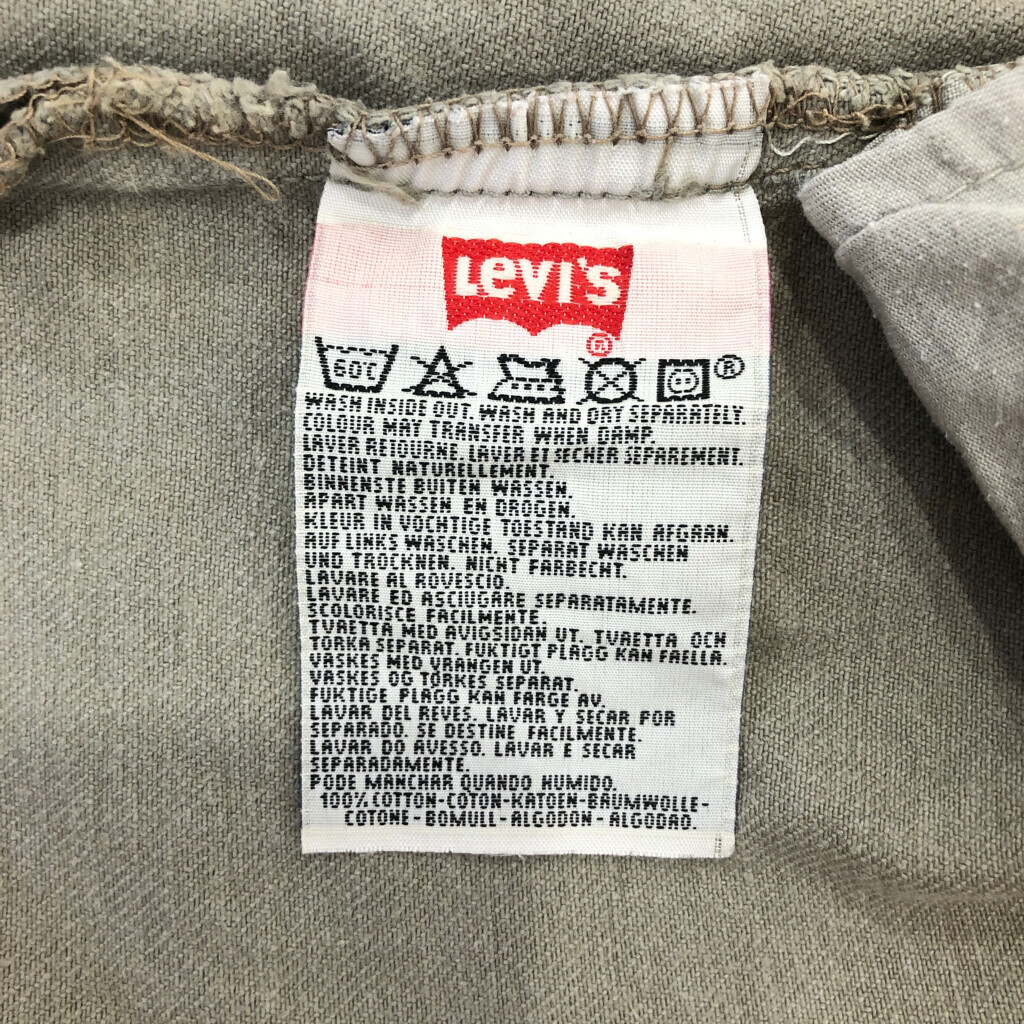 LEVI'S
®
60C ®
WASH INSIDE OUT. WASH AND DRY SEPARATELY.
COLOUR MAY TRANSFER WHEN DAMP.
LAVER RETOURNE. LAVER ET SECHER SEPAREMENT.
DETEINT NATURELLEMENT.
BINNENSTE BUITEN WASSEN.
APART WASSEN EN DROGEN.
KLEUR IN VOCHTIGE TOESTAND KAN AFGAAN.
AUF LINKS WASCHEN. SEPARAT WASCHEN
UND TROCKNEN. NICHT FARBECHT.
LAVARE AL ROVESCIO.
LAVARE ED ASCIUGARE SEPARATAMENTE.
SCOLORISCE FACILMENTE.
TVAETTA MED AVIGSIDAN UT. TVAETTA OCH
TORKA SEPARAT. FUKTIGT PLAGG KAN FAELLA.
VASKES MED VRANGEN UT.
VASKES OG TORKES SEPARAT.
FUKTIGE PLAGG KAN FARGE AV.
LAVAR DEL REVES. LAVAR Y SECAR POR
SEPARADO. SE DESTINE FACILMENTE.
LAVAR DO AVESSO. LAVAR E SECAR
SEPARADAMENTE.
PODE MANCHAR QUANDO HUMIDO.
100% COTTON-COTON-KATOEN-BAUMWOLLE-
COTONE-BOMULL-ALGODON-ALGODAO.